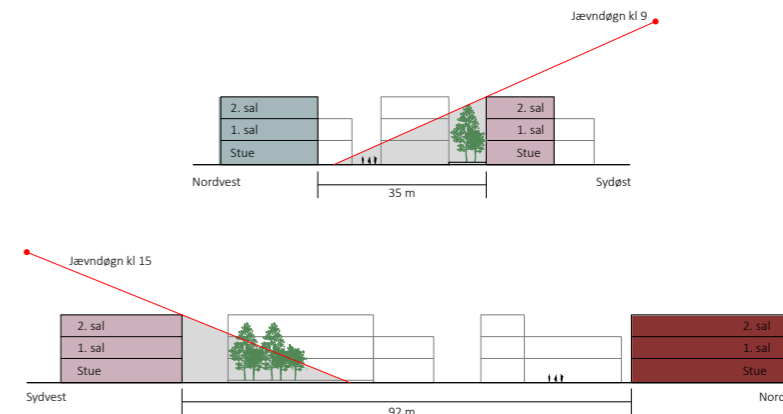 Jævndøgn kl 9
2. sal
1. sal
Stue
2. sal
1. sal
Stue
Nordvest
Sydøst
35 m
Jævndøgn kl 15
2. sal
1. sal
Stue
2. sal
1. sal
Stue
Sydvest
Nord
92 m